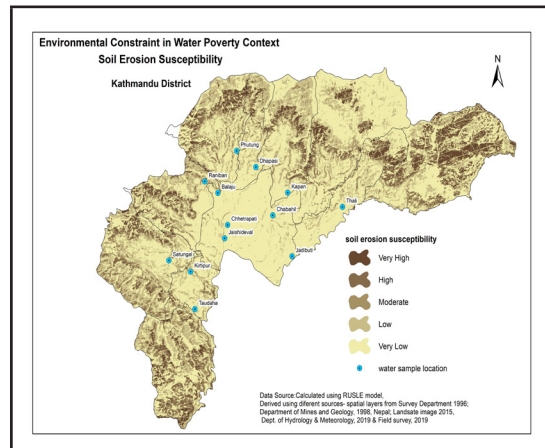 Environmental Constraint in Water Poverty Context
Soil Erosion Susceptibility
Kathmandu District
N
Phutung
Dhapasi
Raniban
Balaju
Kapan
Thali
Chabahil
Chhetrapati
Jaishideval
Satungal
Kirtipur
Jadibuti
Taudaha
soil erosion susceptibility
Very High
High
Moderate
Low
Very Low
water sample location
Data Source:Calculated using RUSLE model,
Derived using diferent sources- spatial layers from Survey Department 1996;
Department of Mines and Geology, 1998, Nepal; Landsate image 2015,
Dept. of Hydrology & Meteorology, 2019 & Field survey, 2019